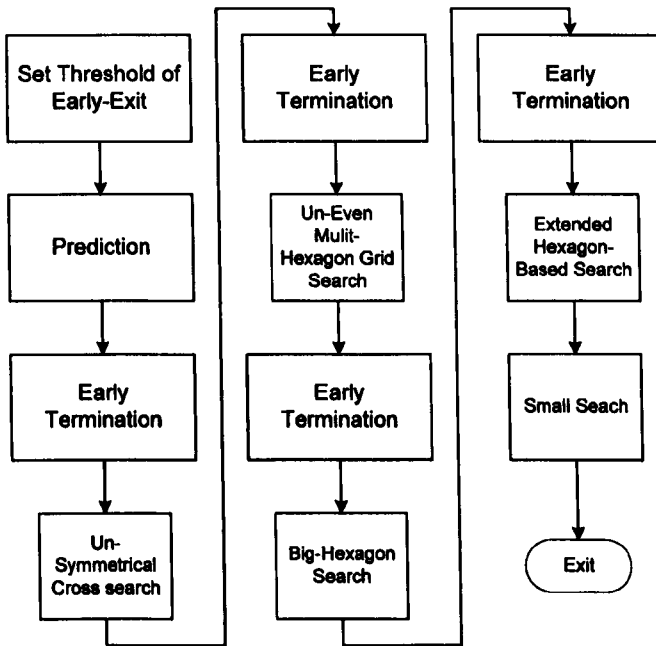 Set Threshold of
Early-Exit
Prediction
Early
Termination
Un-
Symmetrical
Cross search
Early
Termination
Un-Even
Mulit-
Hexagon Grid
Search
Early
Termination
Big-Hexagon
Search
Early
Termination
Extended
Hexagon-
Based Search
Small Seach
Exit